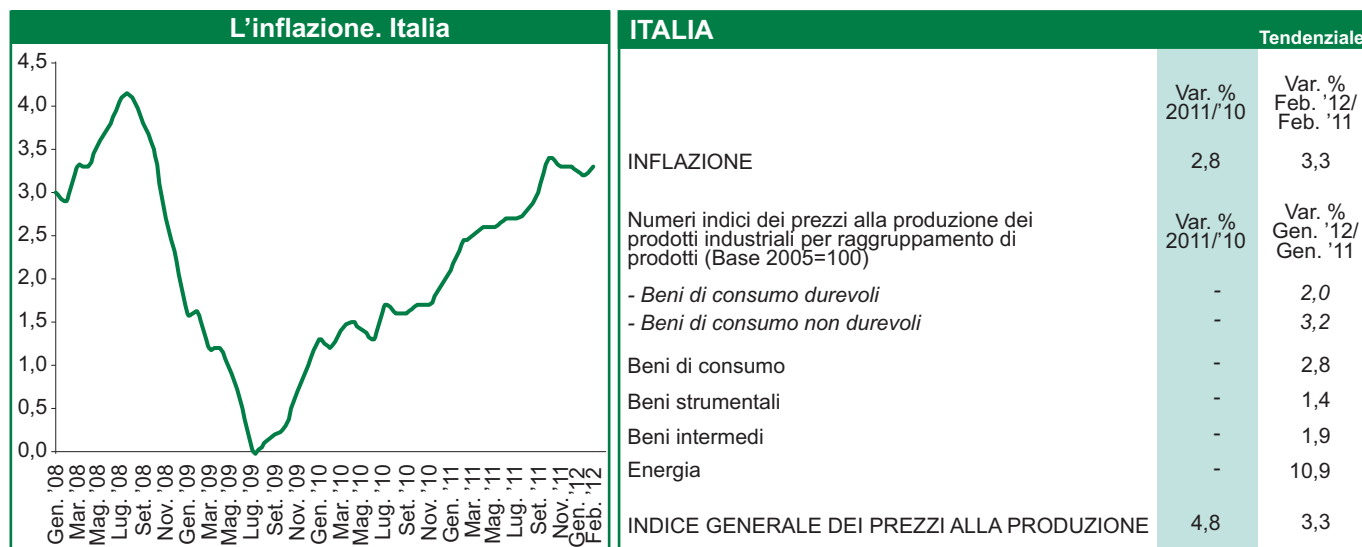 L’inflazione. Italia
4,5
4,0
3,5
3,0
2,5
2,0
1,5
1,0
0,5
0,0
Gen. ’08
Mar. ’08
Mag. ’08
Lug. ’08
Set. ’08
Nov. ’08
Gen. ’09
Mar. ’09
Mag. ’09
Lug. ’09
Set. ’09
Nov. ’09
Gen. ’10
Mar. ’10
Mag. ’10
Lug. ’10
Set. ’10
Nov. ’10
Gen. ’11
Mar. ’11
Mag. ’11
Lug. ’11
Set. ’11
Nov. ’11
Gen. ’12
Feb. ’12
ITALIA
Tendenziale
Var. %
2011/’10
Var. %
Feb. ’12/
Feb. ’11
INFLAZIONE 2,8 3,3
Numeri indici dei prezzi alla produzione dei
prodotti industriali per raggruppamento di
prodotti (Base 2005=100)
Var. %
2011/’10
Var. %
Gen. ’12/
Gen. ’11
- Beni di consumo durevoli - 2,0
- Beni di consumo non durevoli - 3,2
Beni di consumo - 2,8
Beni strumentali - 1,4
Beni intermedi - 1,9
Energia - 10,9
INDICE GENERALE DEI PREZZI ALLA PRODUZIONE 4,8 3,3